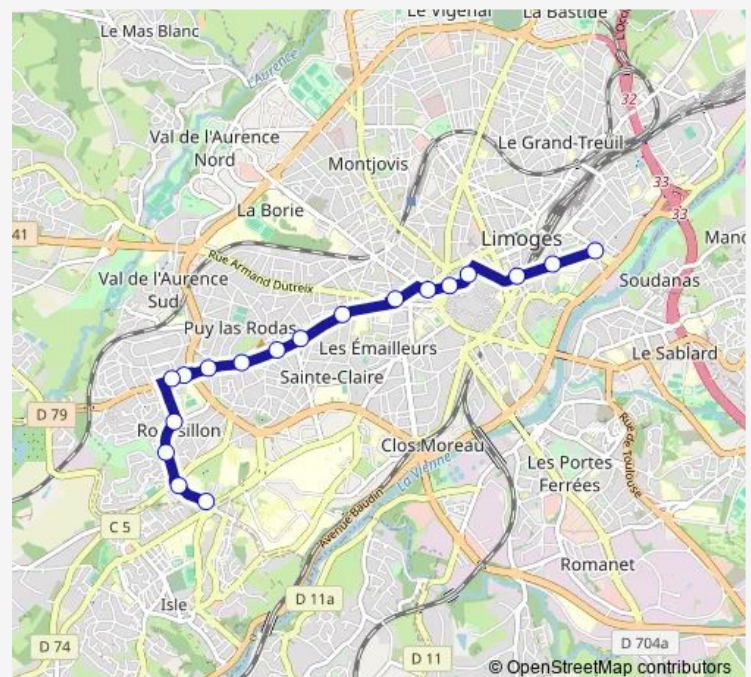 Le Vigenal
La Bastide
Le Mas Blanc
L'Aurence
32
Val de l'Aurence
Nord
Le Grand-Treuil
Montjovis
33
La Borie
33
41
Limoges
Rue Armand Dutreix
Val de l'Aurence
Sud
Soudanas
Puy las Rodas
Les Émailleurs
Le Sablard
Sainte-Claire
D 79
Clos Moreau
Rue de Toulouse
La Vienne
Les Portes
Ferrées
C 5
Avenue Baudin
Romanet
Isle
D 11a
D 74
D 11
D 704a
© OpenStreetMap contributors